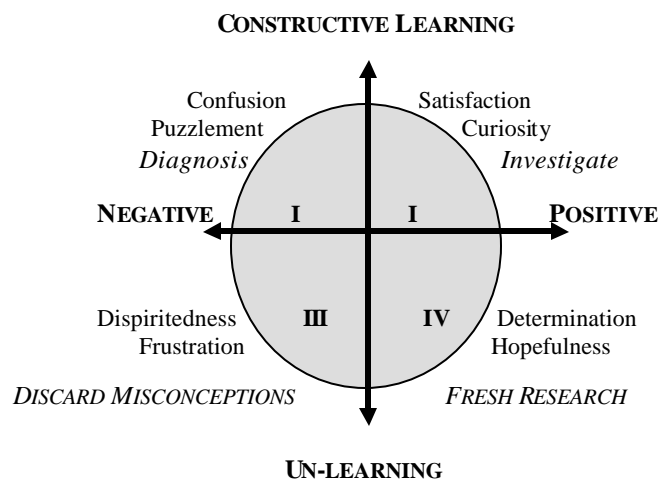 CONSTRUCTIVE LEARNING
Confusion
Puzzlement
Diagnosis
Satisfaction
Curiosity
Investigate
NEGATIVE
I
I
POSITIVE
Dispiritedness
Frustration
III
IV
Determination
Hopefulness
DISCARD MISCONCEPTIONS
FRESH RESEARCH
UN-LEARNING